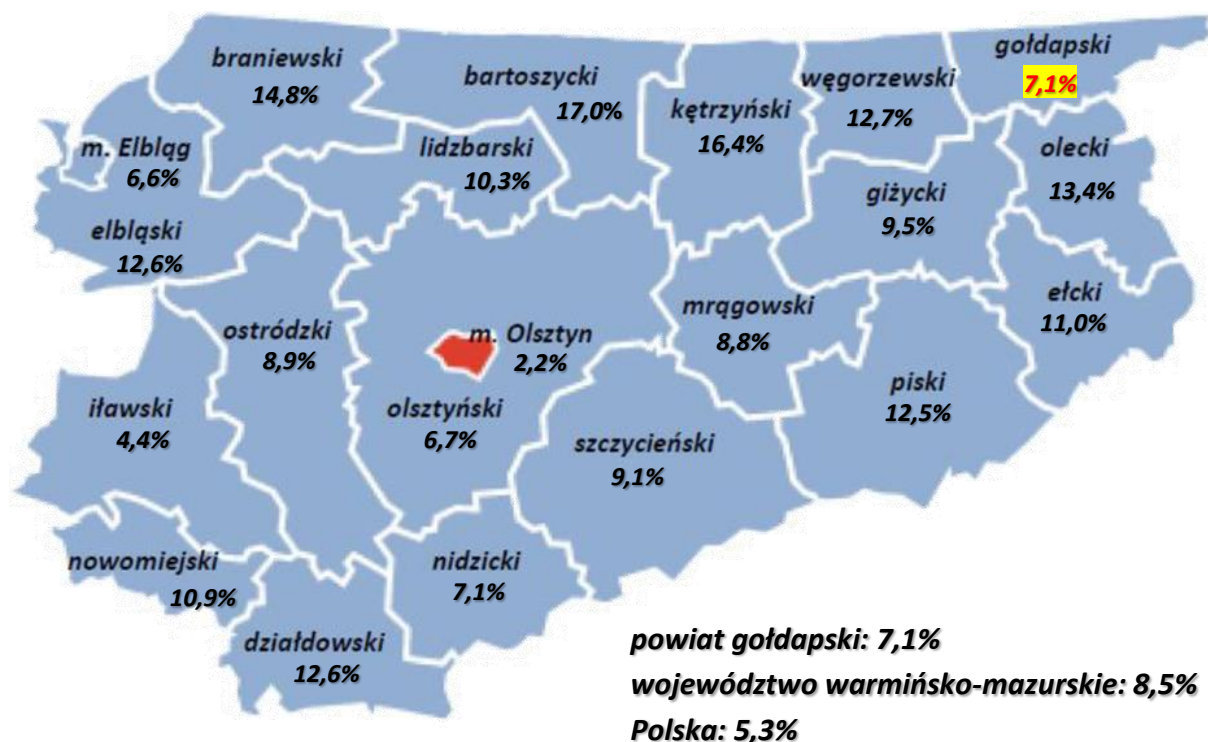 braniewski
14,8%
bartoszycki
17,0%
kętrzyński
16,4%
węgorzewski
12,7%
gołdapski
7,1%
m. Elbląg
6,6%
lidzbarski
10,3%
olecki
13,4%
giżycki
9,5%
elbląski
12,6%
ostródzki
8,9%
m. Olsztyn
2,2%
mrągowski
8,8%
ełcki
11,0%
iławski
4,4%
olsztyński
6,7%
szczycieński
9,1%
piski
12,5%
nowomiejski
10,9%
nidzicki
7,1%
działdowski
12,6%
powiat gołdapski: 7,1%
województwo warmińsko-mazurskie: 8,5%
Polska: 5,3%